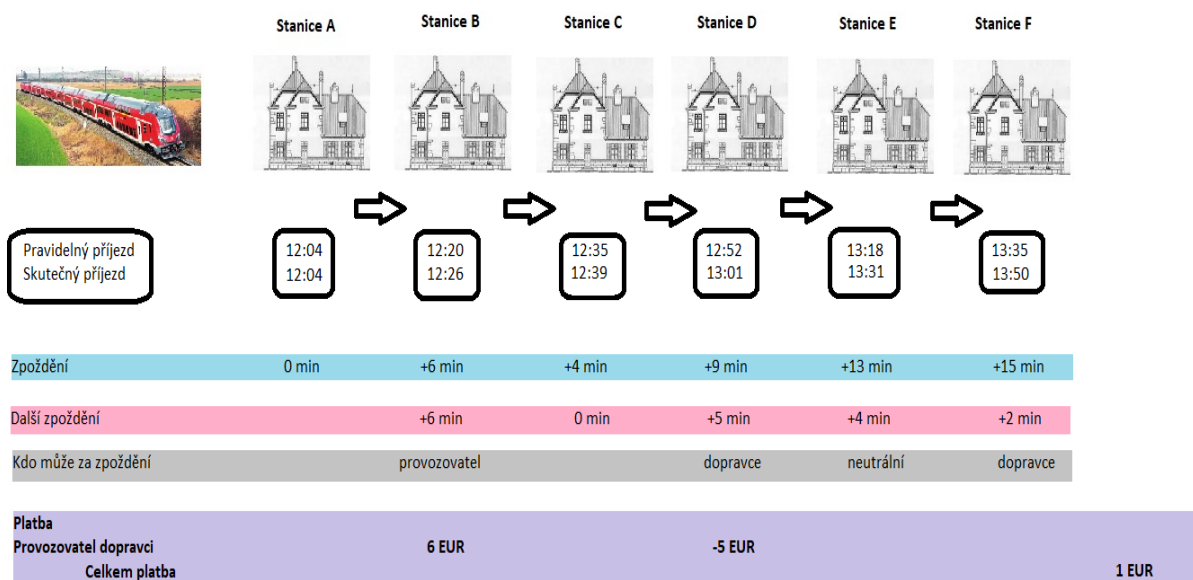 Stanice A Stanice B Stanice C Stanice D Stanice E Stanice F
Pravidelný příjezd 12:04 12:20 12:35 12:52 13:18 13:35
Skutečný příjezd 12:04 12:26 12:39 13:01 13:31 13:50
Zpoždění 0 min +6 min +4 min +9 min +13 min +15 min
Další zpoždění +6 min 0 min +5 min +4 min +2 min
Kdo může za zpoždění provozovatel dopravce neutrální dopravce
Platba
Provozovatel dopravci 6 EUR -5 EUR
Celkem platba 1 EUR